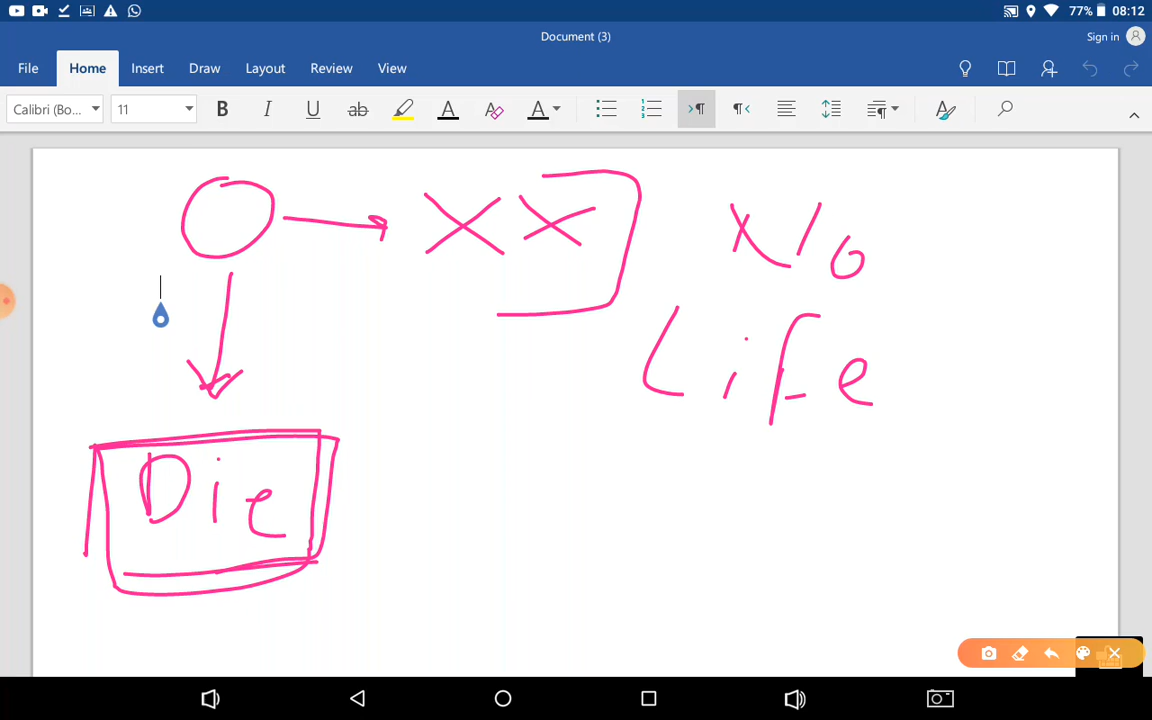 77% 08:12
Document (3)
Sign in
File Home Insert Draw Layout Review View
Calibri (Bo... 11 B I U ab A A A
XX
X/o
Life
Die